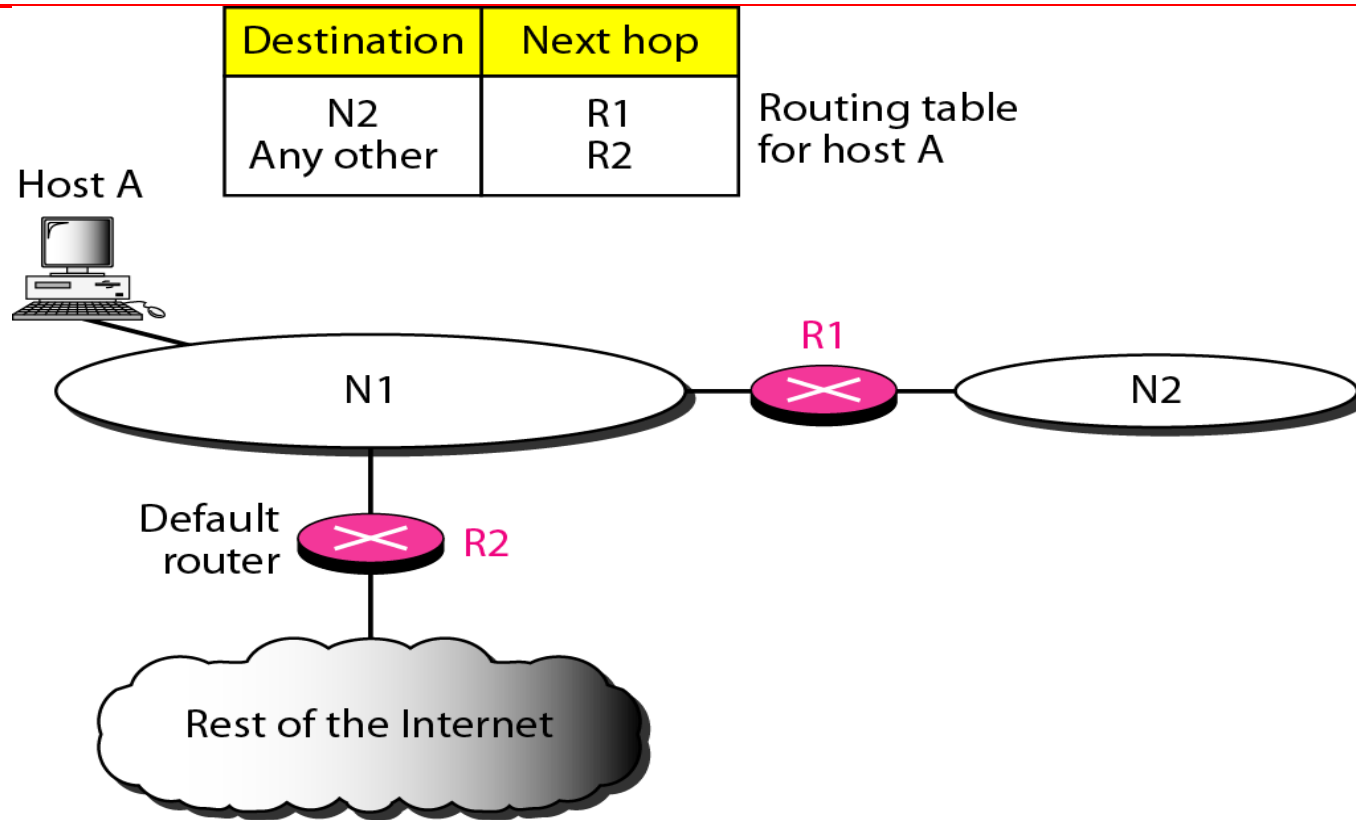 Destination Next hop
N2 R1
Any other R2
Routing table
for host A
Host A
R1
N1
N2
Default
router
R2
Rest of the Internet